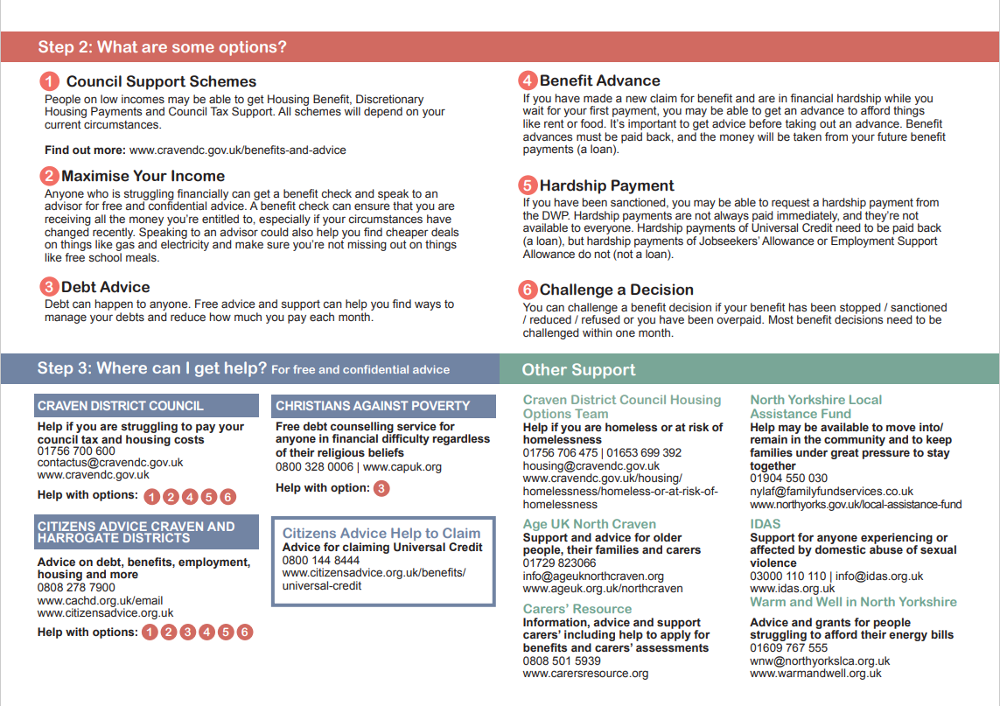 Step 2: What are some options?
1 Council Support Schemes
People on low incomes may be able to get Housing Benefit, Discretionary
Housing Payments and Council Tax Support. All schemes will depend on your
current circumstances.
Find out more: www.cravendc.gov.uk/benefits-and-advice
2 Maximise Your Income
Anyone who is struggling financially can get a benefit check and speak to an
advisor for free and confidential advice. A benefit check can ensure that you are
receiving all the money you're entitled to, especially if your circumstances have
changed recently. Speaking to an advisor could also help you find cheaper deals
on things like gas and electricity and make sure you're not missing out on things
like free school meals.
3 Debt Advice
Debt can happen to anyone. Free advice and support can help you find ways to
manage your debts and reduce how much you pay each month.
4 Benefit Advance
If you have made a new claim for benefit and are in financial hardship while you
wait for your first payment, you may be able to get an advance to afford things
like rent or food. It's important to get advice before taking out an advance. Benefit
advances must be paid back, and the money will be taken from your future benefit
payments (a loan).
5 Hardship Payment
If you have been sanctioned, you may be able to request a hardship payment from
the DWP. Hardship payments are not always paid immediately, and they're not
available to everyone. Hardship payments of Universal Credit need to be paid back
(a loan), but hardship payments of Jobseekers' Allowance or Employment Support
Allowance do not (not a loan).
6 Challenge a Decision
You can challenge a benefit decision if your benefit has been stopped / sanctioned
/ reduced / refused or you have been overpaid. Most benefit decisions need to be
challenged within one month.
Step 3: Where can I get help? For free and confidential advice
CRAVEN DISTRICT COUNCIL
Help if you are struggling to pay your
council tax and housing costs
01756 700 600
contactus@cravendc.gov.uk
www.cravendc.gov.uk
Help with options: 1 2 4 5 6
CITIZENS ADVICE CRAVEN AND
HARROGATE DISTRICTS
Advice on debt, benefits, employment,
housing and more
0808 278 7900
www.cachd.org.uk/email
www.citizensadvice.org.uk
Help with options: 1 2 3 4 5 6
CHRISTIANS AGAINST POVERTY
Free debt counselling service for
anyone in financial difficulty regardless
of their religious beliefs
0800 328 0006 | www.capuk.org
Help with option: 3
Citizens Advice Help to Claim
Advice for claiming Universal Credit
0800 144 8444
www.citizensadvice.org.uk/benefits/
universal-credit
Other Support
Craven District Council Housing
Options Team
Help if you are homeless or at risk of
homelessness
01756 706 475 | 01653 699 392
housing@cravendc.gov.uk
www.cravendc.gov.uk/housing/
homelessness/homeless-or-at-risk-of-
homelessness
Age UK North Craven
Support and advice for older
people, their families and carers
01729 823066
info@ageuknorthcraven.org
www.ageuk.org.uk/northcraven
Carers' Resource
Information, advice and support
carers' including help to apply for
benefits and carers' assessments
0808 501 5939
www.carersresource.org
North Yorkshire Local
Assistance Fund
Help may be available to move into/
remain in the community and to keep
families under great pressure to stay
together
01904 550 030
nylaf@familyfundservices.co.uk
www.northyorks.gov.uk/local-assistance-fund
IDAS
Support for anyone experiencing or
affected by domestic abuse of sexual
violence
03000 110 110 | info@idas.org.uk
www.idas.org.uk
Warm and Well in North Yorkshire
Advice and grants for people
struggling to afford their energy bills
01609 767 555
wnw@northyorkslca.org.uk
www.warmandwell.org.uk